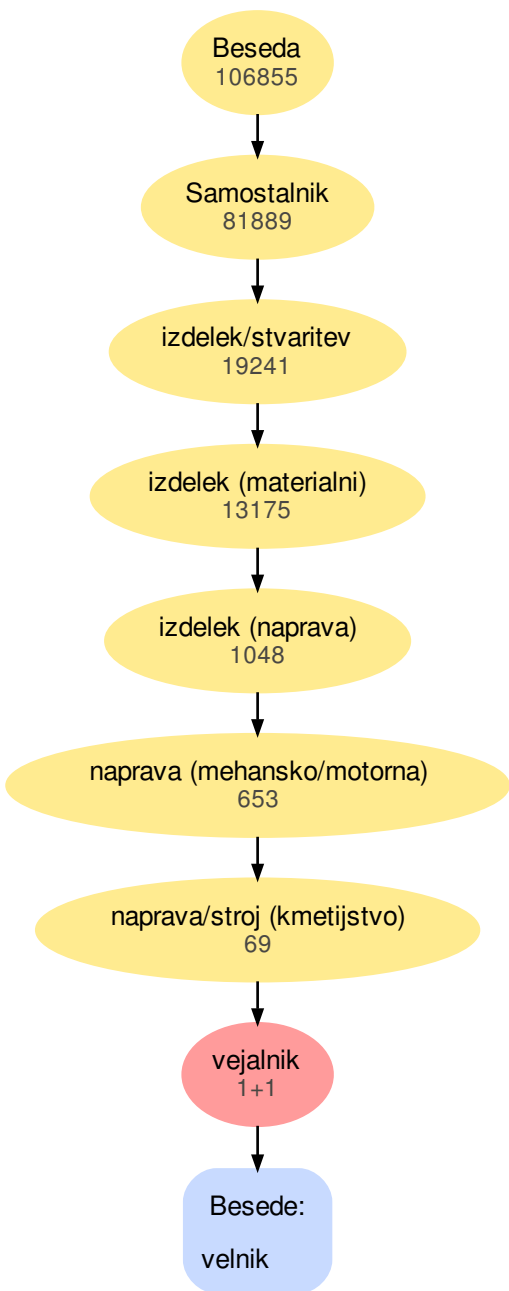 Beseda
106855
Samostalnik
81889
izdelek/stvaritev
19241
izdelek (materialni)
13175
izdelek (naprava)
1048
naprava (mehansko/motorna)
653
naprava/stroj (kmetijstvo)
69
vejalnik
1+1
Besede:
velnik